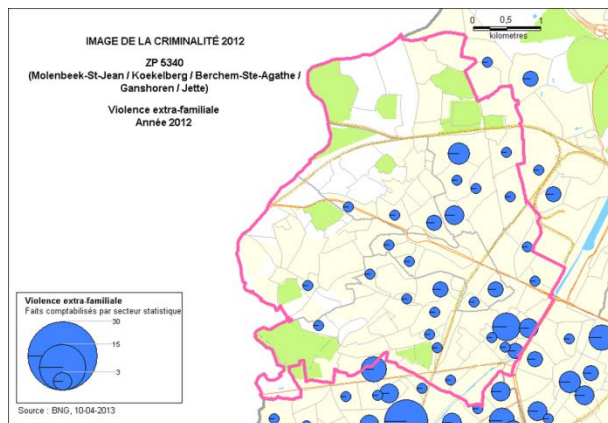 IMAGE DE LA CRIMINALITÉ 2012
ZP 5340
(Molenbeek-St-Jean / Koekelberg / Berchem-Ste-Agathe /
Ganshoren / Jette)
Violence extra-familiale
Année 2012
0 0,5 1
kilomètres
Violence extra-familiale
Faits comptabilisés par secteur statistique
30
15
3
Source : BNG, 10-04-2013